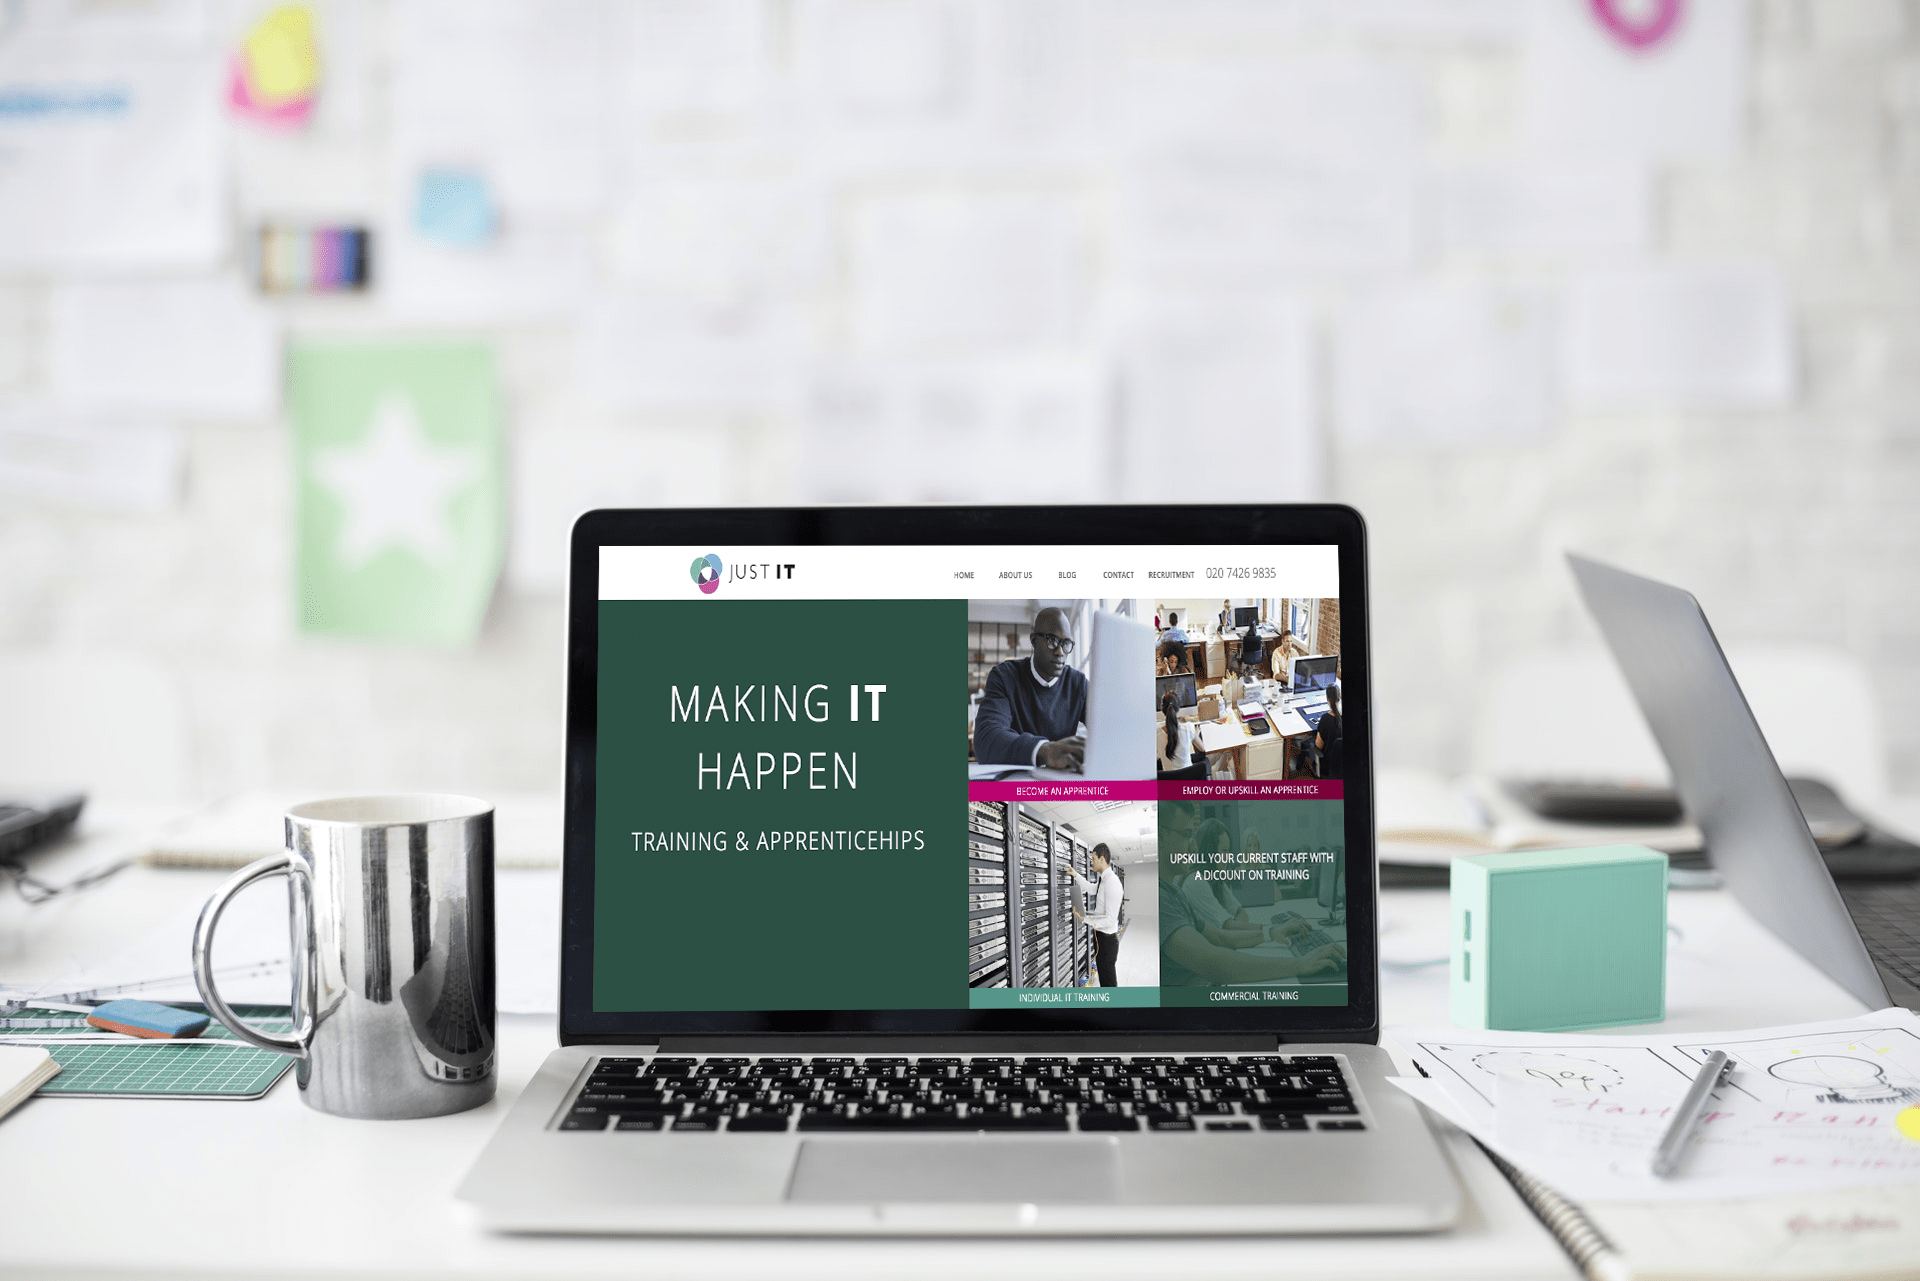 JUST IT
HOME ABOUT US BLOG CONTACT RECRUITMENT 020 7426 9835
MAKING IT
HAPPEN
TRAINING & APPRENTICEHIPS
BECOME AN APPRENTICE
EMPLOY OR UPSKILL AN APPRENTICE
UPSKILL YOUR CURRENT STAFF WITH
A DICOUNT ON TRAINING
INDIVIDUAL IT TRAINING
COMMERCIAL TRAINING
startup